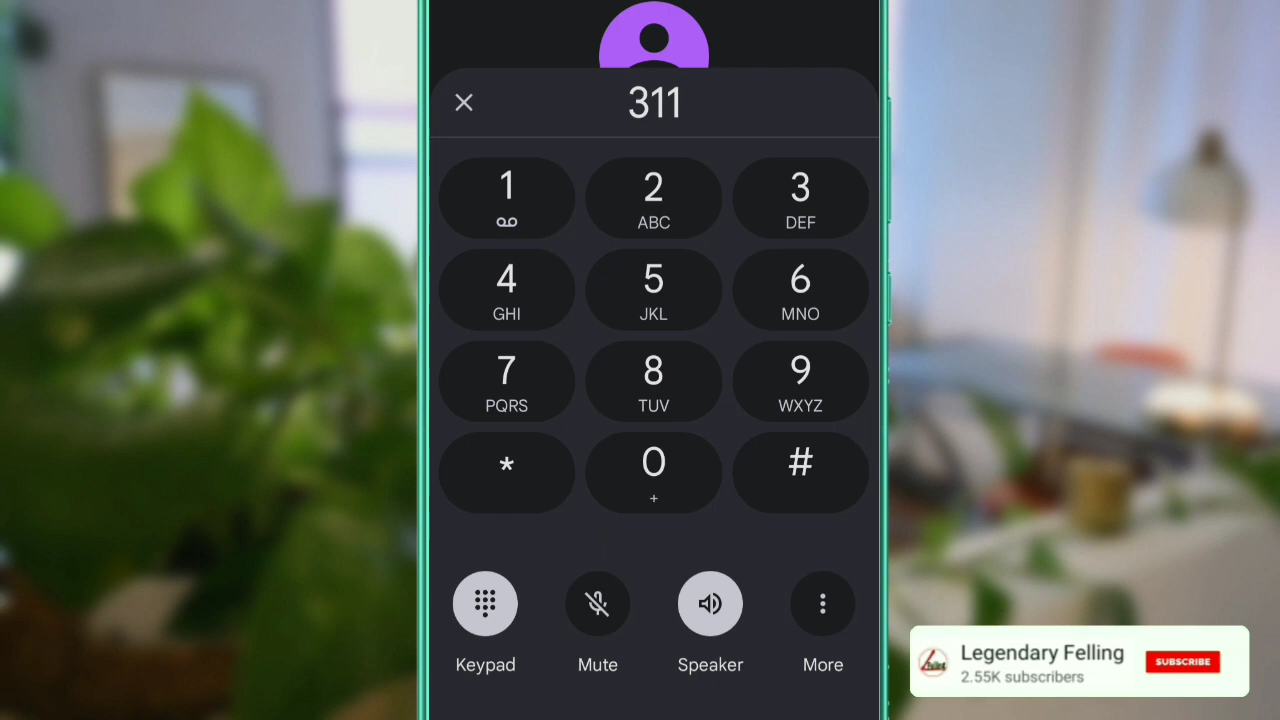 311
1
2
ABC
3
DEF
4
GHI
5
JKL
6
MNO
7
PQRS
8
TUV
9
WXYZ
*
0
+
#
Keypad
Mute
Speaker
More
Legendary Felling
2.55K subscribers
SUBSCRIBE